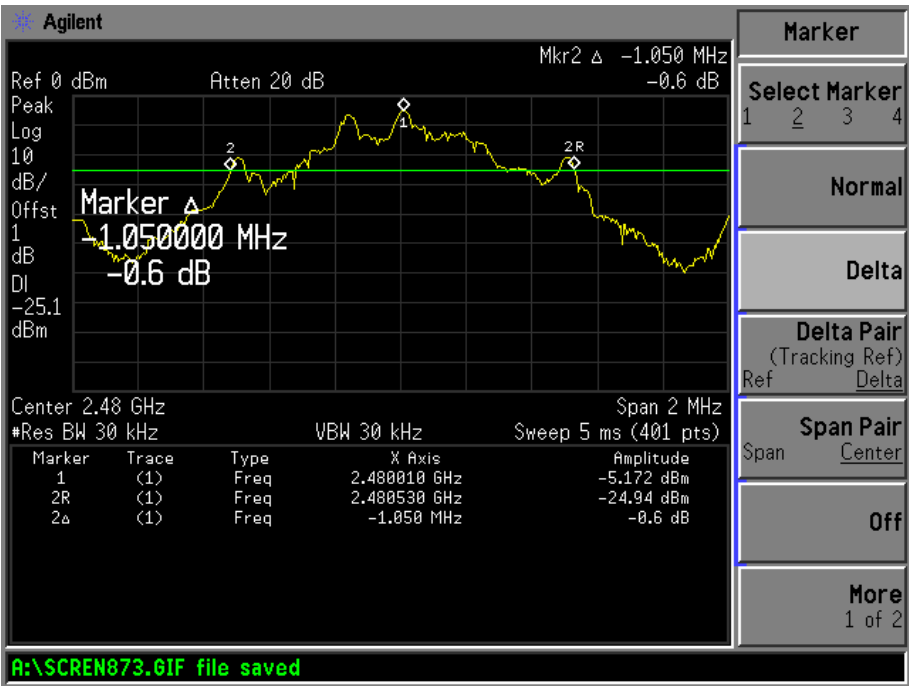 Agilent
Marker
Mkr2 Δ −1.050 MHz
Ref 0 dBm Atten 20 dB −0.6 dB
Peak
Log
10
dB/
Offst
1
dB
DI
−25.1
dBm
1
2
2R
Marker Δ
−1.050000 MHz
−0.6 dB
Center 2.48 GHz Span 2 MHz
#Res BW 30 kHz VBW 30 kHz Sweep 5 ms (401 pts)
Marker Trace Type X Axis Amplitude
1 (1) Freq 2.480010 GHz −5.172 dBm
2R (1) Freq 2.480530 GHz −24.94 dBm
2Δ (1) Freq −1.050 MHz −0.6 dB
Select Marker
1 2 3 4
Normal
Delta
Delta Pair
(Tracking Ref)
Ref Delta
Span Pair
Span Center
Off
More
1 of 2
A:\SCREN873.GIF file saved